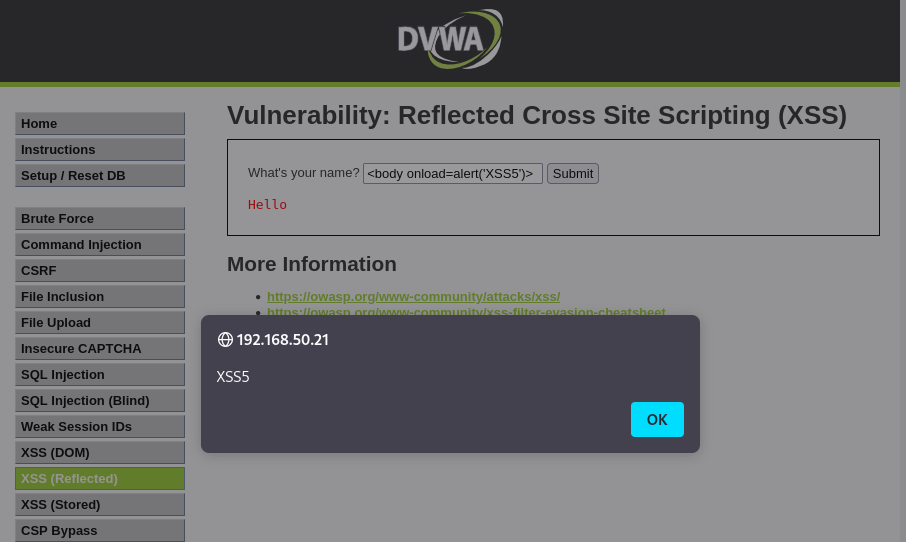 DVWA
Home
Instructions
Setup / Reset DB
Brute Force
Command Injection
CSRF
File Inclusion
File Upload
Insecure CAPTCHA
SQL Injection
SQL Injection (Blind)
Weak Session IDs
XSS (DOM)
XSS (Reflected)
XSS (Stored)
CSP Bypass
Vulnerability: Reflected Cross Site Scripting (XSS)
What's your name? <body onload=alert('XSS5')> Submit
Hello
More Information
https://owasp.org/www-community/attacks/xss/
https://owasp.org/www-community/xss-filter-evasion-cheatsheet
192.168.50.21
XSS5
OK